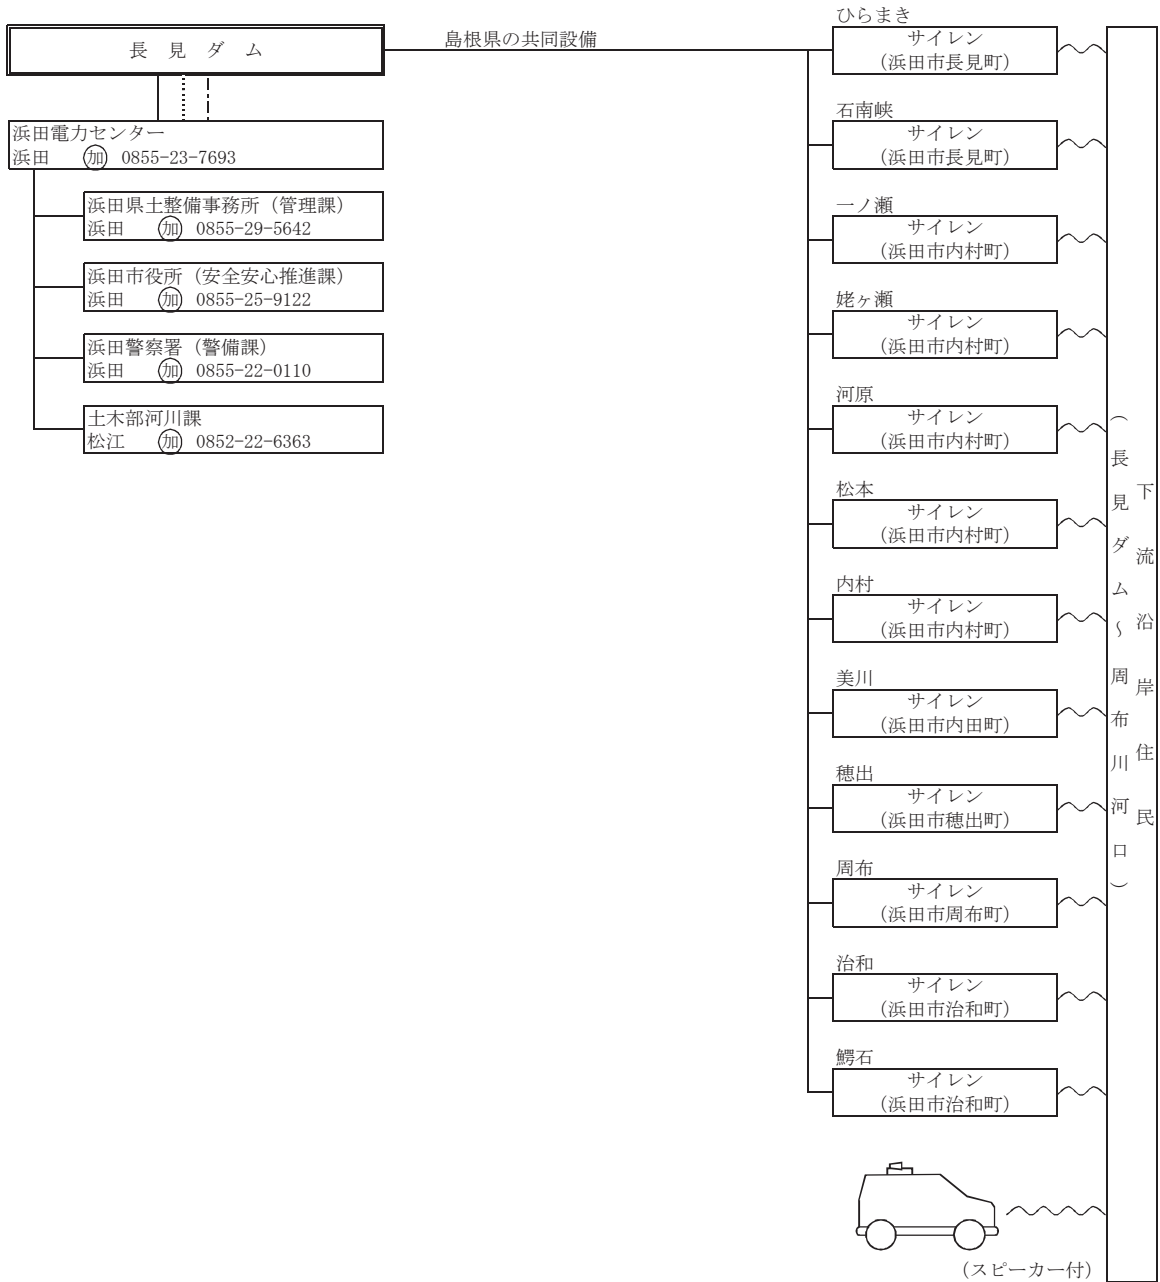 長見ダム
島根県の共同設備
浜田電力センター
浜田 加 0855-23-7693
浜田県土整備事務所（管理課）
浜田 加 0855-29-5642
浜田市役所（安全安心推進課）
浜田 加 0855-25-9122
浜田警察署（警備課）
浜田 加 0855-22-0110
土木部河川課
松江 加 0852-22-6363
ひらまき
サイレン
（浜田市長見町）
石南峡
サイレン
（浜田市長見町）
一ノ瀬
サイレン
（浜田市内村町）
姥ヶ瀬
サイレン
（浜田市内村町）
河原
サイレン
（浜田市内村町）
松本
サイレン
（浜田市内村町）
内村
サイレン
（浜田市内村町）
美川
サイレン
（浜田市内田町）
穂出
サイレン
（浜田市穂出町）
周布
サイレン
（浜田市周布町）
治和
サイレン
（浜田市治和町）
鰐石
サイレン
（浜田市治和町）
（スピーカー付）
下流沿岸住民
（長見ダム～周布川河口）